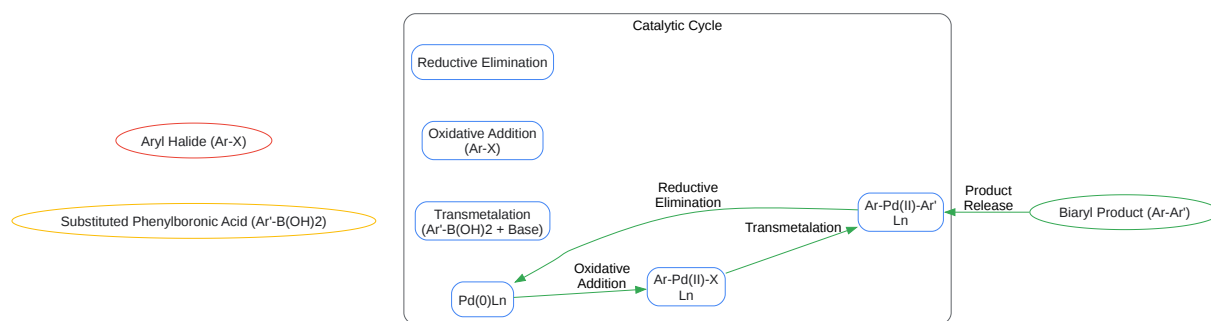 Catalytic Cycle
Reductive Elimination
Aryl Halide (Ar-X)
Oxidative Addition
(Ar-X)
Substituted Phenylboronic Acid (Ar'-B(OH)2)
Transmetalation
(Ar'-B(OH)2 + Base)
Reductive
Elimination
Transmetalation
Ar-Pd(II)-Ar'
Ln
Product
Release
Biaryl Product (Ar-Ar')
Pd(0)Ln
Oxidative
Addition
Ar-Pd(II)-X
Ln